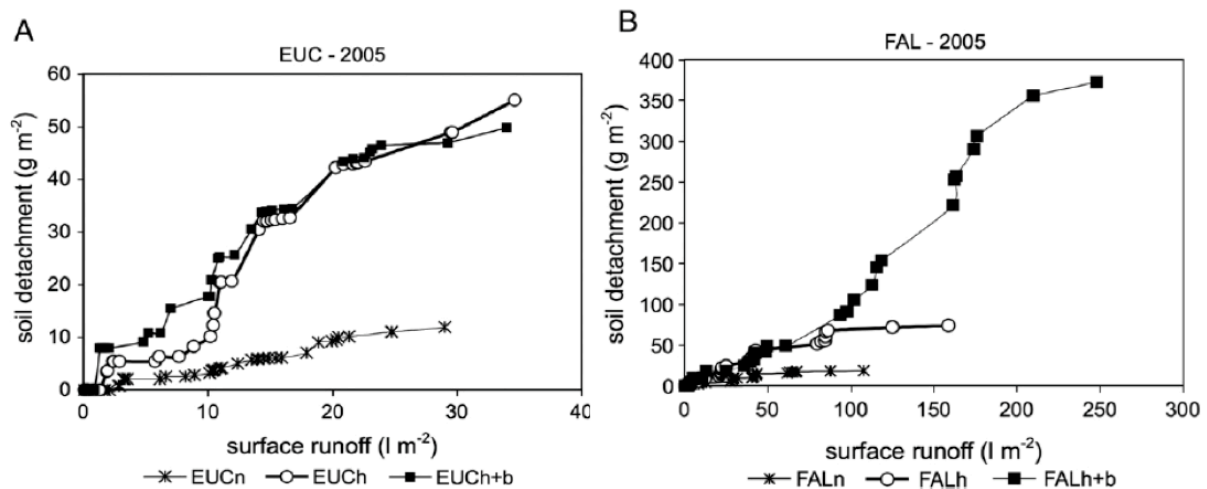 A
EUC - 2005
soil detachment (g m-2)
60
50
40
30
20
10
0
0 10 20 30 40
surface runoff (l m-2)
EUCn EUCh EUCh+b
B
FAL - 2005
soil detachment (g m-2)
400
350
300
250
200
150
100
50
0
0 50 100 150 200 250 300
surface runoff (l m-2)
FALn FALh FALh+b